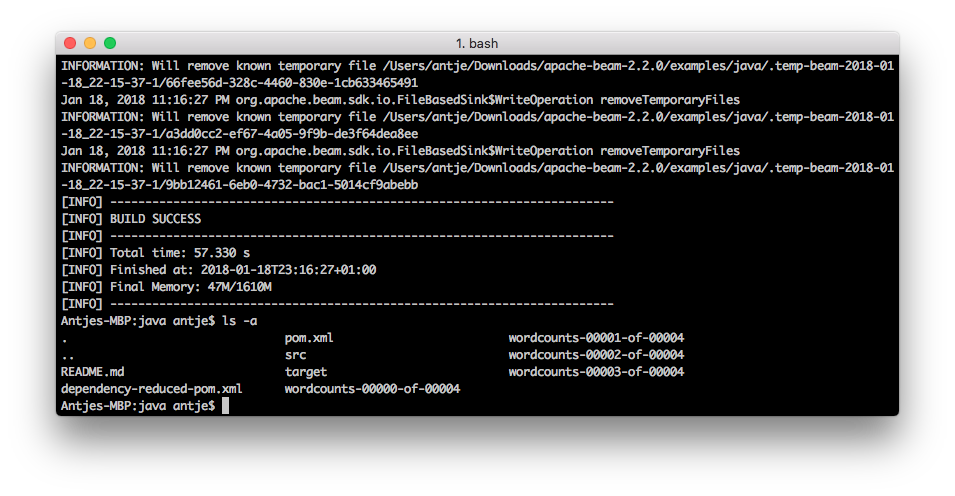 1. bash
INFORMATION: Will remove known temporary file /Users/antje/Downloads/apache-beam-2.2.0/examples/java/.temp-beam-2018-01
-18_22-15-37-1/66fee56d-328c-4460-830e-1cb633465491
Jan 18, 2018 11:16:27 PM org.apache.beam.sdk.io.FileBasedSink$WriteOperation removeTemporaryFiles
INFORMATION: Will remove known temporary file /Users/antje/Downloads/apache-beam-2.2.0/examples/java/.temp-beam-2018-01
-18_22-15-37-1/a3dd0cc2-ef67-4a05-9f9b-de3f64dea8ee
Jan 18, 2018 11:16:27 PM org.apache.beam.sdk.io.FileBasedSink$WriteOperation removeTemporaryFiles
INFORMATION: Will remove known temporary file /Users/antje/Downloads/apache-beam-2.2.0/examples/java/.temp-beam-2018-01
-18_22-15-37-1/9bb12461-6eb0-4732-bac1-5014cf9abebb
[INFO] ------------------------------------------------------------------------
[INFO] BUILD SUCCESS
[INFO] ------------------------------------------------------------------------
[INFO] Total time: 57.330 s
[INFO] Finished at: 2018-01-18T23:16:27+01:00
[INFO] Final Memory: 47M/1610M
[INFO] ------------------------------------------------------------------------
Antjes-MBP:java antje$ ls -a
. pom.xml wordcounts-00001-of-00004
.. src wordcounts-00002-of-00004
README.md target wordcounts-00003-of-00004
dependency-reduced-pom.xml wordcounts-00000-of-00004
Antjes-MBP:java antje$